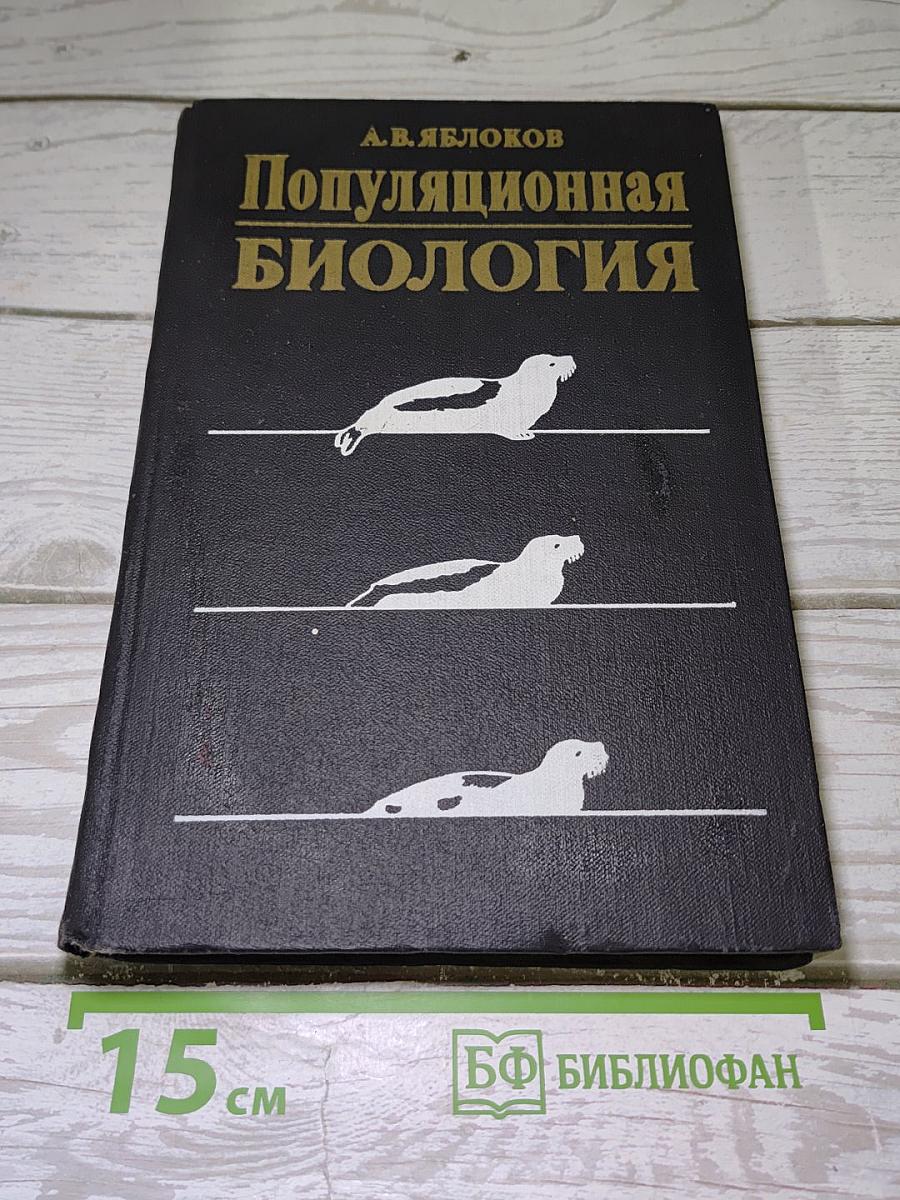 А.В.ЯБЛОКОВ
Популяционная
БИОЛОГИЯ
15 см
БФ БИБЛИОФАН